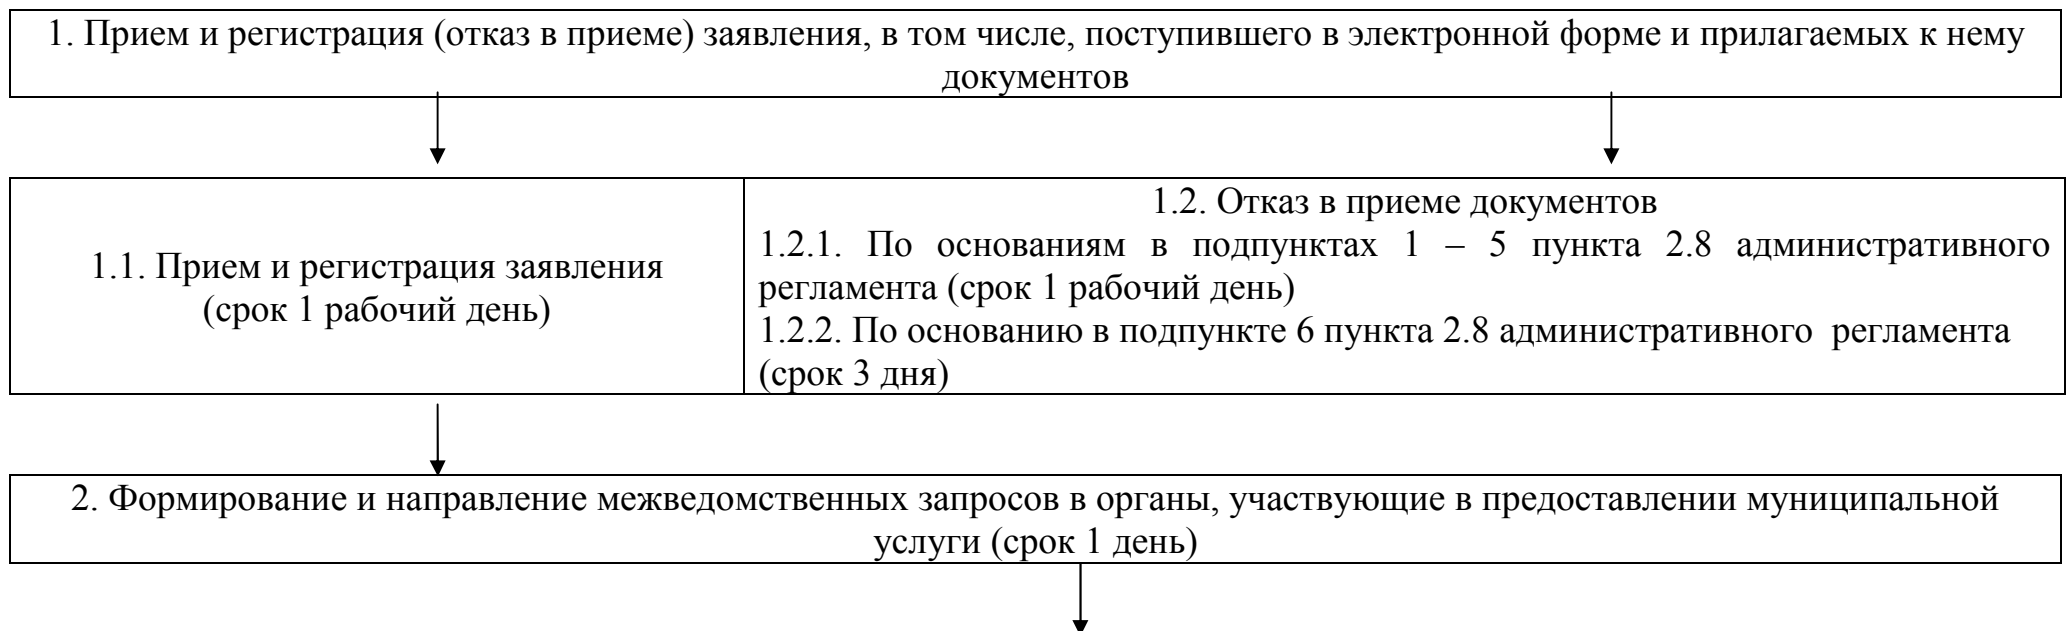 1. Прием и регистрация (отказ в приеме) заявления, в том числе, поступившего в электронной форме и прилагаемых к нему
документов
1.1. Прием и регистрация заявления
(срок 1 рабочий день)
1.2. Отказ в приеме документов
1.2.1. По основаниям в подпунктах 1 – 5 пункта 2.8 административного
регламента (срок 1 рабочий день)
1.2.2. По основанию в подпункте 6 пункта 2.8 административного регламента
(срок 3 дня)
2. Формирование и направление межведомственных запросов в органы, участвующие в предоставлении муниципальной
услуги (срок 1 день)